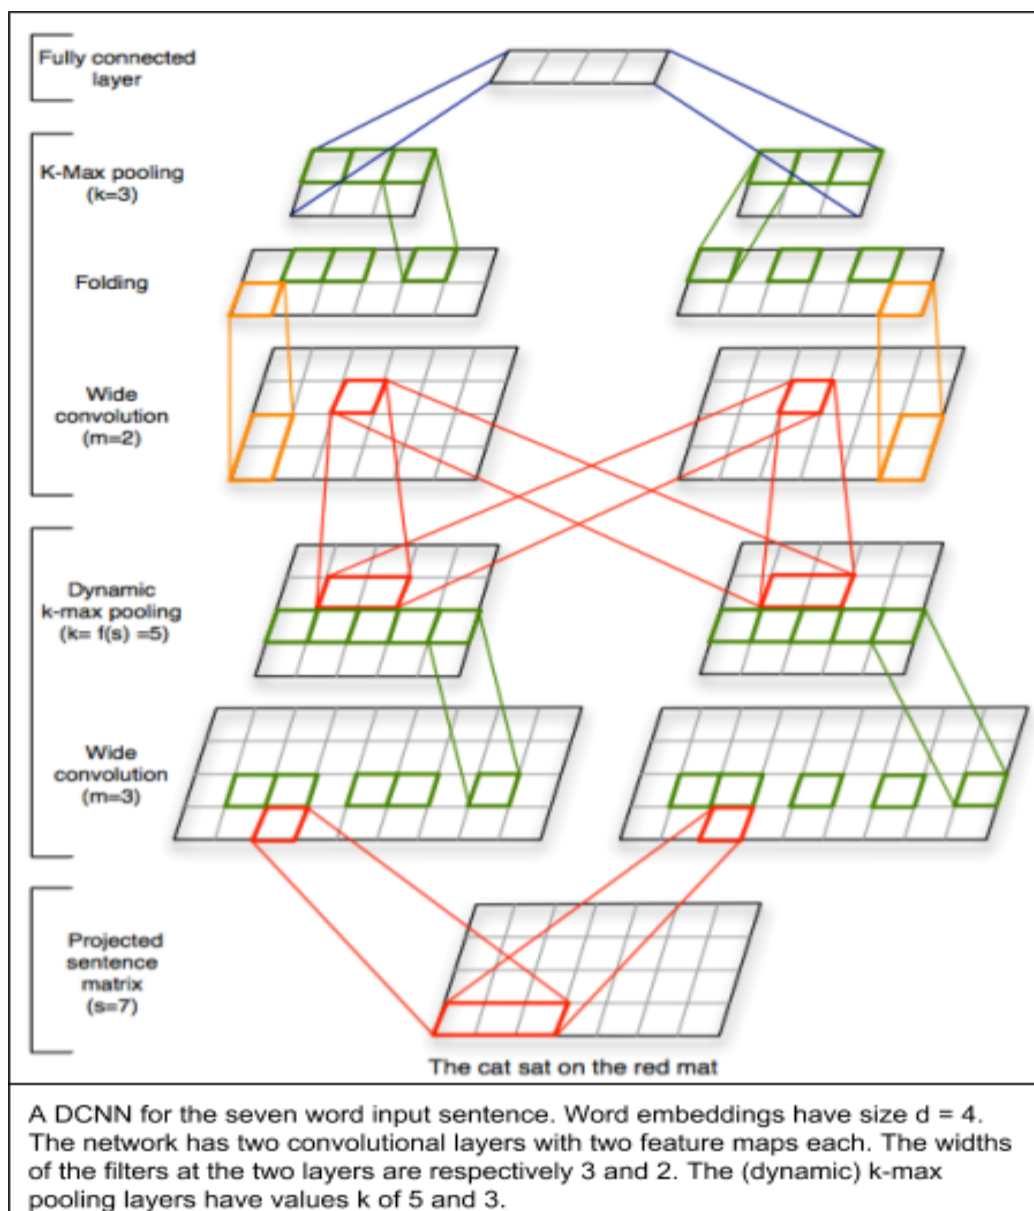 Fully connected
layer
K-Max pooling
(k=3)
Folding
Wide
convolution
(m=2)
Dynamic
k-max pooling
(k= f(s) =5)
Wide
convolution
(m=3)
Projected
sentence
matrix
(s=7)
The cat sat on the red mat
A DCNN for the seven word input sentence. Word embeddings have size d = 4.
The network has two convolutional layers with two feature maps each. The widths
of the filters at the two layers are respectively 3 and 2. The (dynamic) k-max
pooling layers have values k of 5 and 3.